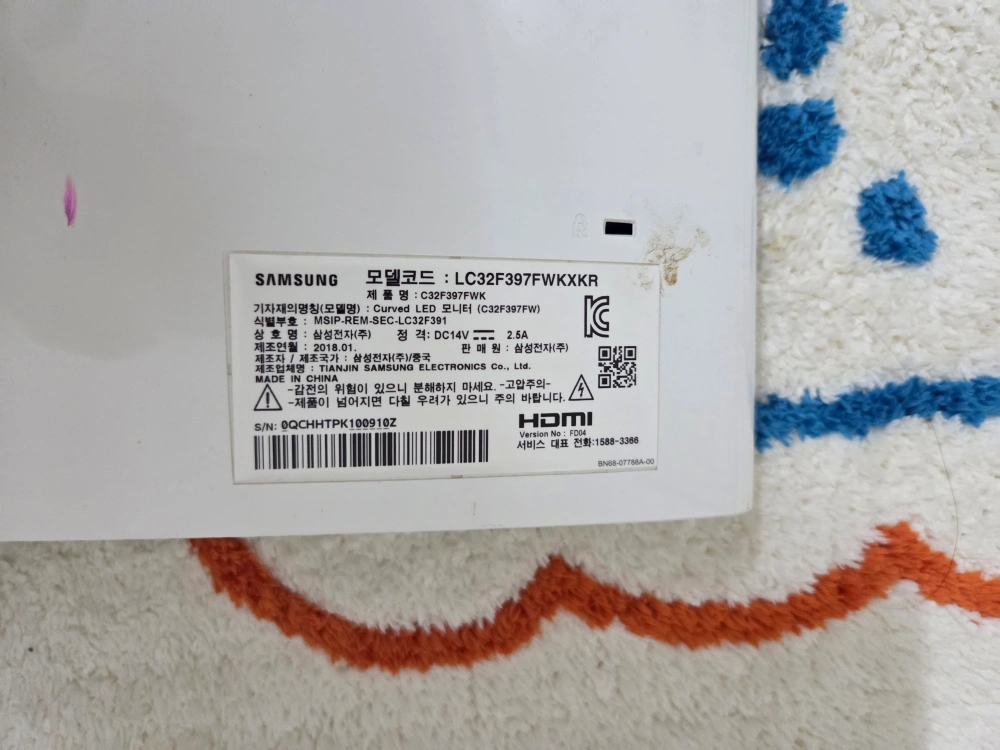 SAMSUNG 모델코드 : LC32F397FWKXKR
제 품 명 : C32F397FWK
기자재의명칭(모델명) : Curved LED 모니터 (C32F397FW)
식별부호 : MSIP-REM-SEC-LC32F391
상 호 명 : 삼성전자(주) 정 격: DC14V 2.5A
제조연월 : 2018.01. 판 매 원 : 삼성전자(주)
제조자 / 제조국가 : 삼성전자(주)/중국
제조업체명 : TIANJIN SAMSUNG ELECTRONICS Co., Ltd.
MADE IN CHINA
-감전의 위험이 있으니 분해하지 마세요. -고압주의-
-제품이 넘어지면 다칠 우려가 있으니 주의 바랍니다.
S/N: 0QCHHTPK100910Z
HDMI
Version No : FD04
서비스 대표 전화:1588-3366
BN68-07788A-00